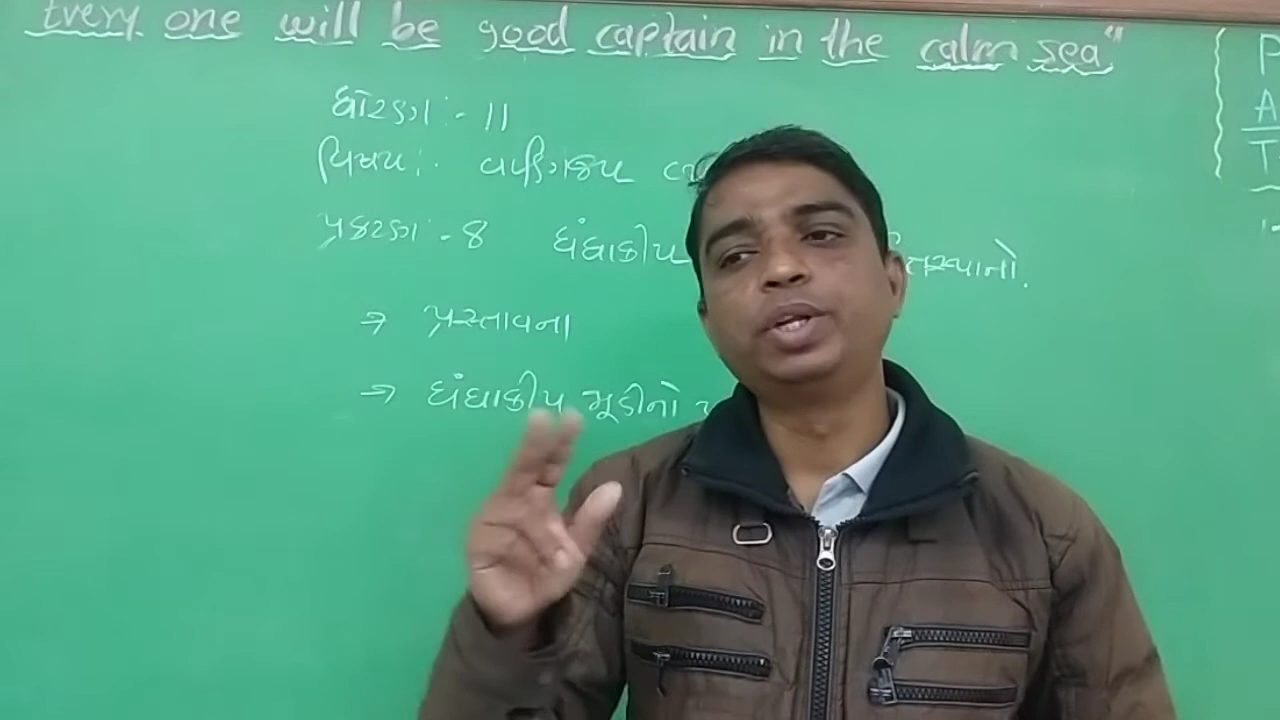 Every one will be good captain in the calm sea"
ધોરણ :- 11
વિષય :- વાણિજ્ય
પ્રકરણ :- 8 ધંધાકીય
→ પ્રસ્તાવના
→ ધંધાકીય મૂડીનો
P
A
T